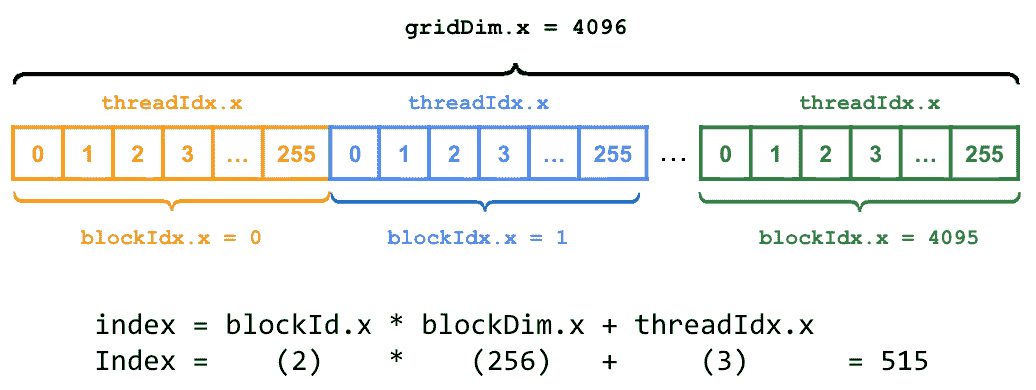 gridDim.x = 4096
threadIdx.x threadIdx.x threadIdx.x
0 1 2 3 ... 255 0 1 2 3 ... 255 ... 0 1 2 3 ... 255
blockIdx.x = 0 blockIdx.x = 1 blockIdx.x = 4095
index = blockId.x * blockDim.x + threadIdx.x
Index = (2) * (256) + (3) = 515